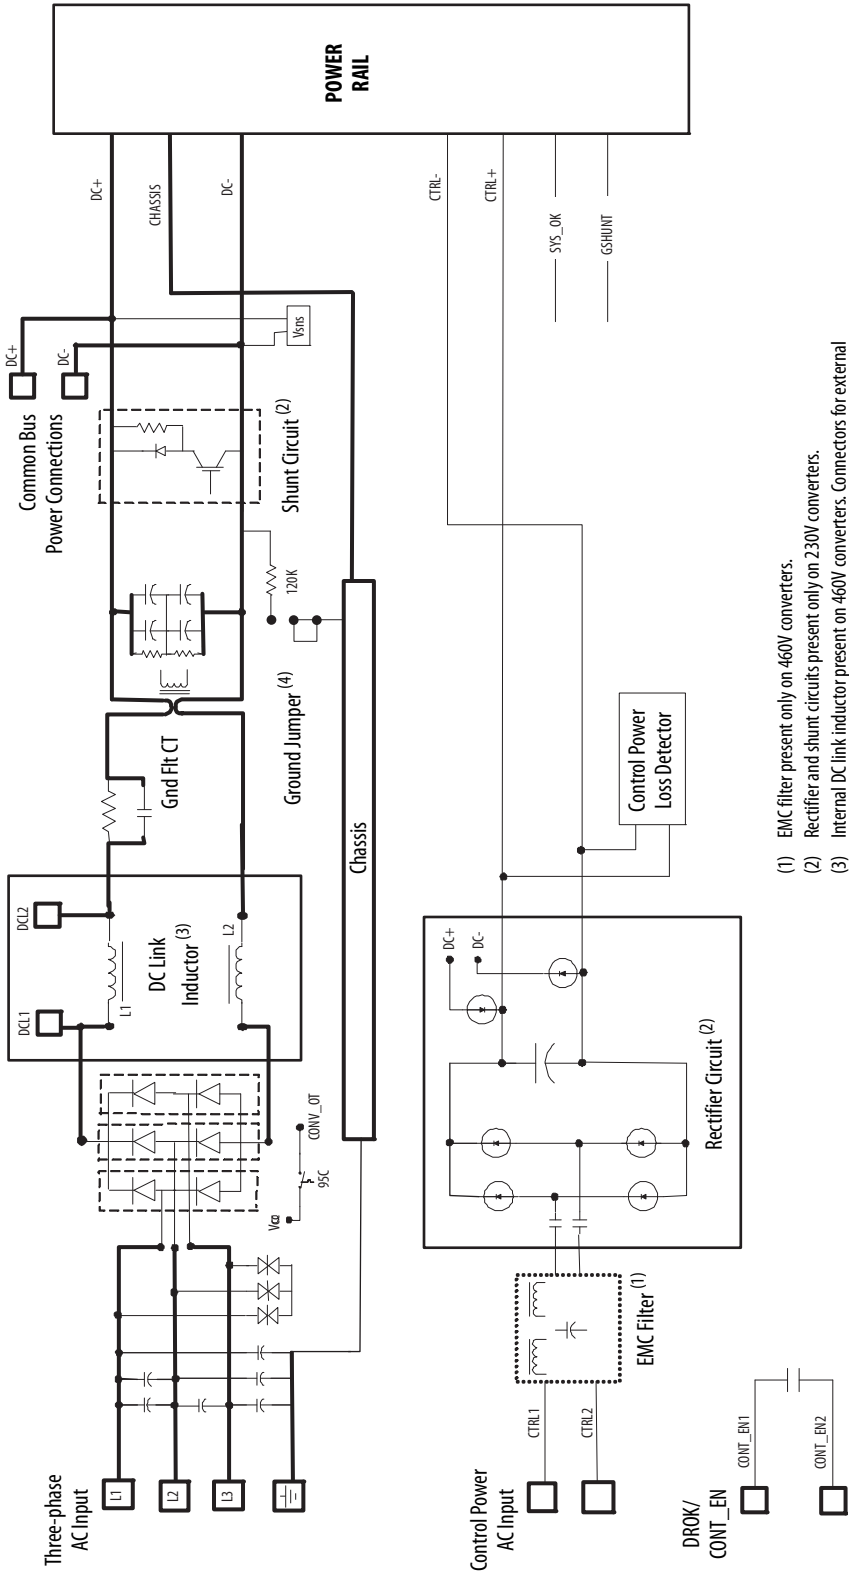 POWER
RAIL
DC+
CHASSIS
DC-
CTRL-
CTRL+
SYS_OK
GSHUNT
DC+
DC-
Vsns
Common Bus
Power Connections
Shunt Circuit (2)
120K
Ground Jumper (4)
Gnd Flt CT
Chassis
Control Power
Loss Detector
DCL2
DCL1
L1
L2
DC Link
Inductor (3)
DC+
DC-
Rectifier Circuit (2)
CONV_OT
95C
EMC Filter (1)
Three-phase
AC Input
L1
L2
L3
Control Power
AC Input
CTRL1
CTRL2
DROK/
CONT_EN
CONT_EN1
CONT_EN2
(1) EMC filter present only on 460V converters.
(2) Rectifier and shunt circuits present only on 230V converters.
(3) Internal DC link inductor present on 460V converters. Connectors for external